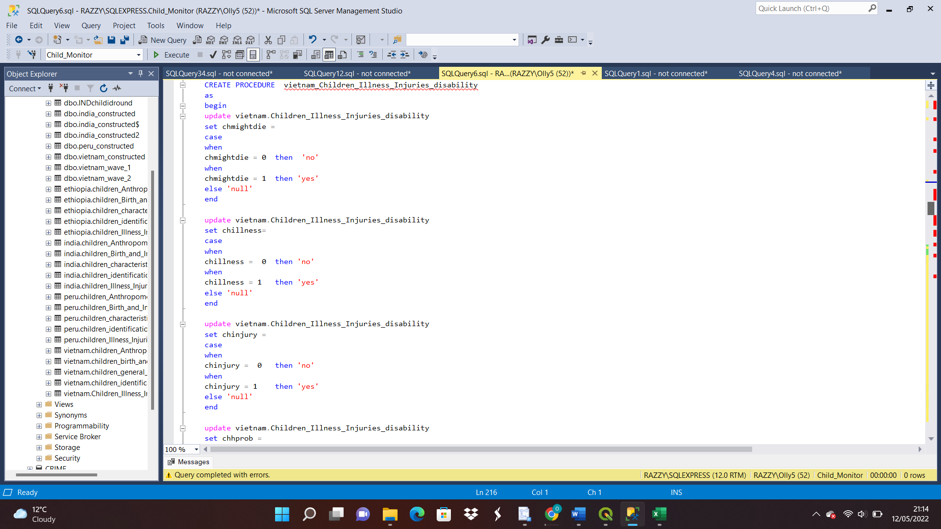 SQLQuery6.sql - RAZZY\SQLEXPRESS.Child_Monitor (RAZZY\Olly5 (52))* - Microsoft SQL Server Management Studio
Quick Launch (Ctrl+Q)
File Edit View Query Project Tools Window Help
New Query
Child_Monitor
Execute
Object Explorer
SQLQuery34.sql - not connected*
SQLQuery12.sql - not connected*
SQLQuery6.sql - RA...(RAZZY\Olly5 (52))*
SQLQuery1.sql - not connected*
SQLQuery4.sql - not connected*
Connect
dbo.INDchildidround
dbo.india_constructed
dbo.india_constructed$
dbo.india_constructed2
dbo.peru_constructed
dbo.vietnam_constructed
dbo.vietnam_wave_1
dbo.vietnam_wave_2
ethiopia.children_Anthrop
ethiopia.children_Birth_an
ethiopia.children_characte
ethiopia.children_identific
ethiopia.children_Illness_In
india.children_Anthropom
india.children_Birth_and_In
india.children_characterist
india.children_identificatic
india.children_Illness_Injur
peru.children_Anthropome
peru.children_Birth_and_Ir
peru.children_characteristi
peru.children_identificatio
peru.children_Illness_Injuri
vietnam.children_Anthrop
vietnam.children_birth_an
vietnam.children_general_
vietnam.children_identific
vietnam.Children_Illness_Ir
Views
Synonyms
Programmability
Service Broker
Storage
Security
CRIME
CREATE PROCEDURE vietnam_Children_Illness_Injuries_disability
as
begin
update vietnam.Children_Illness_Injuries_disability
set chmightdie =
case
when
chmightdie = 0 then 'no'
when
chmightdie = 1 then 'yes'
else 'null'
end
update vietnam.Children_Illness_Injuries_disability
set chillness=
case
when
chillness = 0 then 'no'
when
chillness = 1 then 'yes'
else 'null'
end
update vietnam.Children_Illness_Injuries_disability
set chinjury =
case
when
chinjury = 0 then 'no'
when
chinjury = 1 then 'yes'
else 'null'
end
update vietnam.Children_Illness_Injuries_disability
set chhprob =
100 %
Messages
Query completed with errors.
RAZZY\SQLEXPRESS (12.0 RTM) RAZZY\Olly5 (52) Child_Monitor 00:00:00 0 rows
Ready Ln 216 Col 1 Ch 1 INS
12°C
Cloudy
21:14
12/05/2022